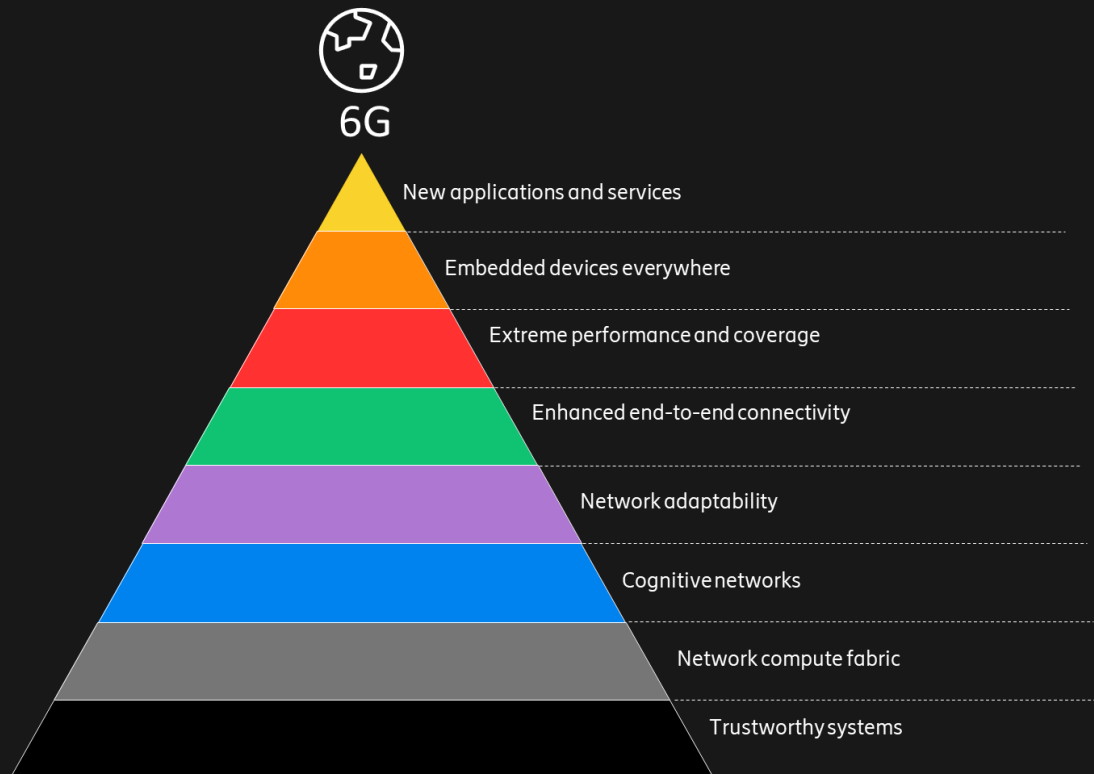 6G
New applications and services
Embedded devices everywhere
Extreme performance and coverage
Enhanced end-to-end connectivity
Network adaptability
Cognitive networks
Network compute fabric
Trustworthy systems